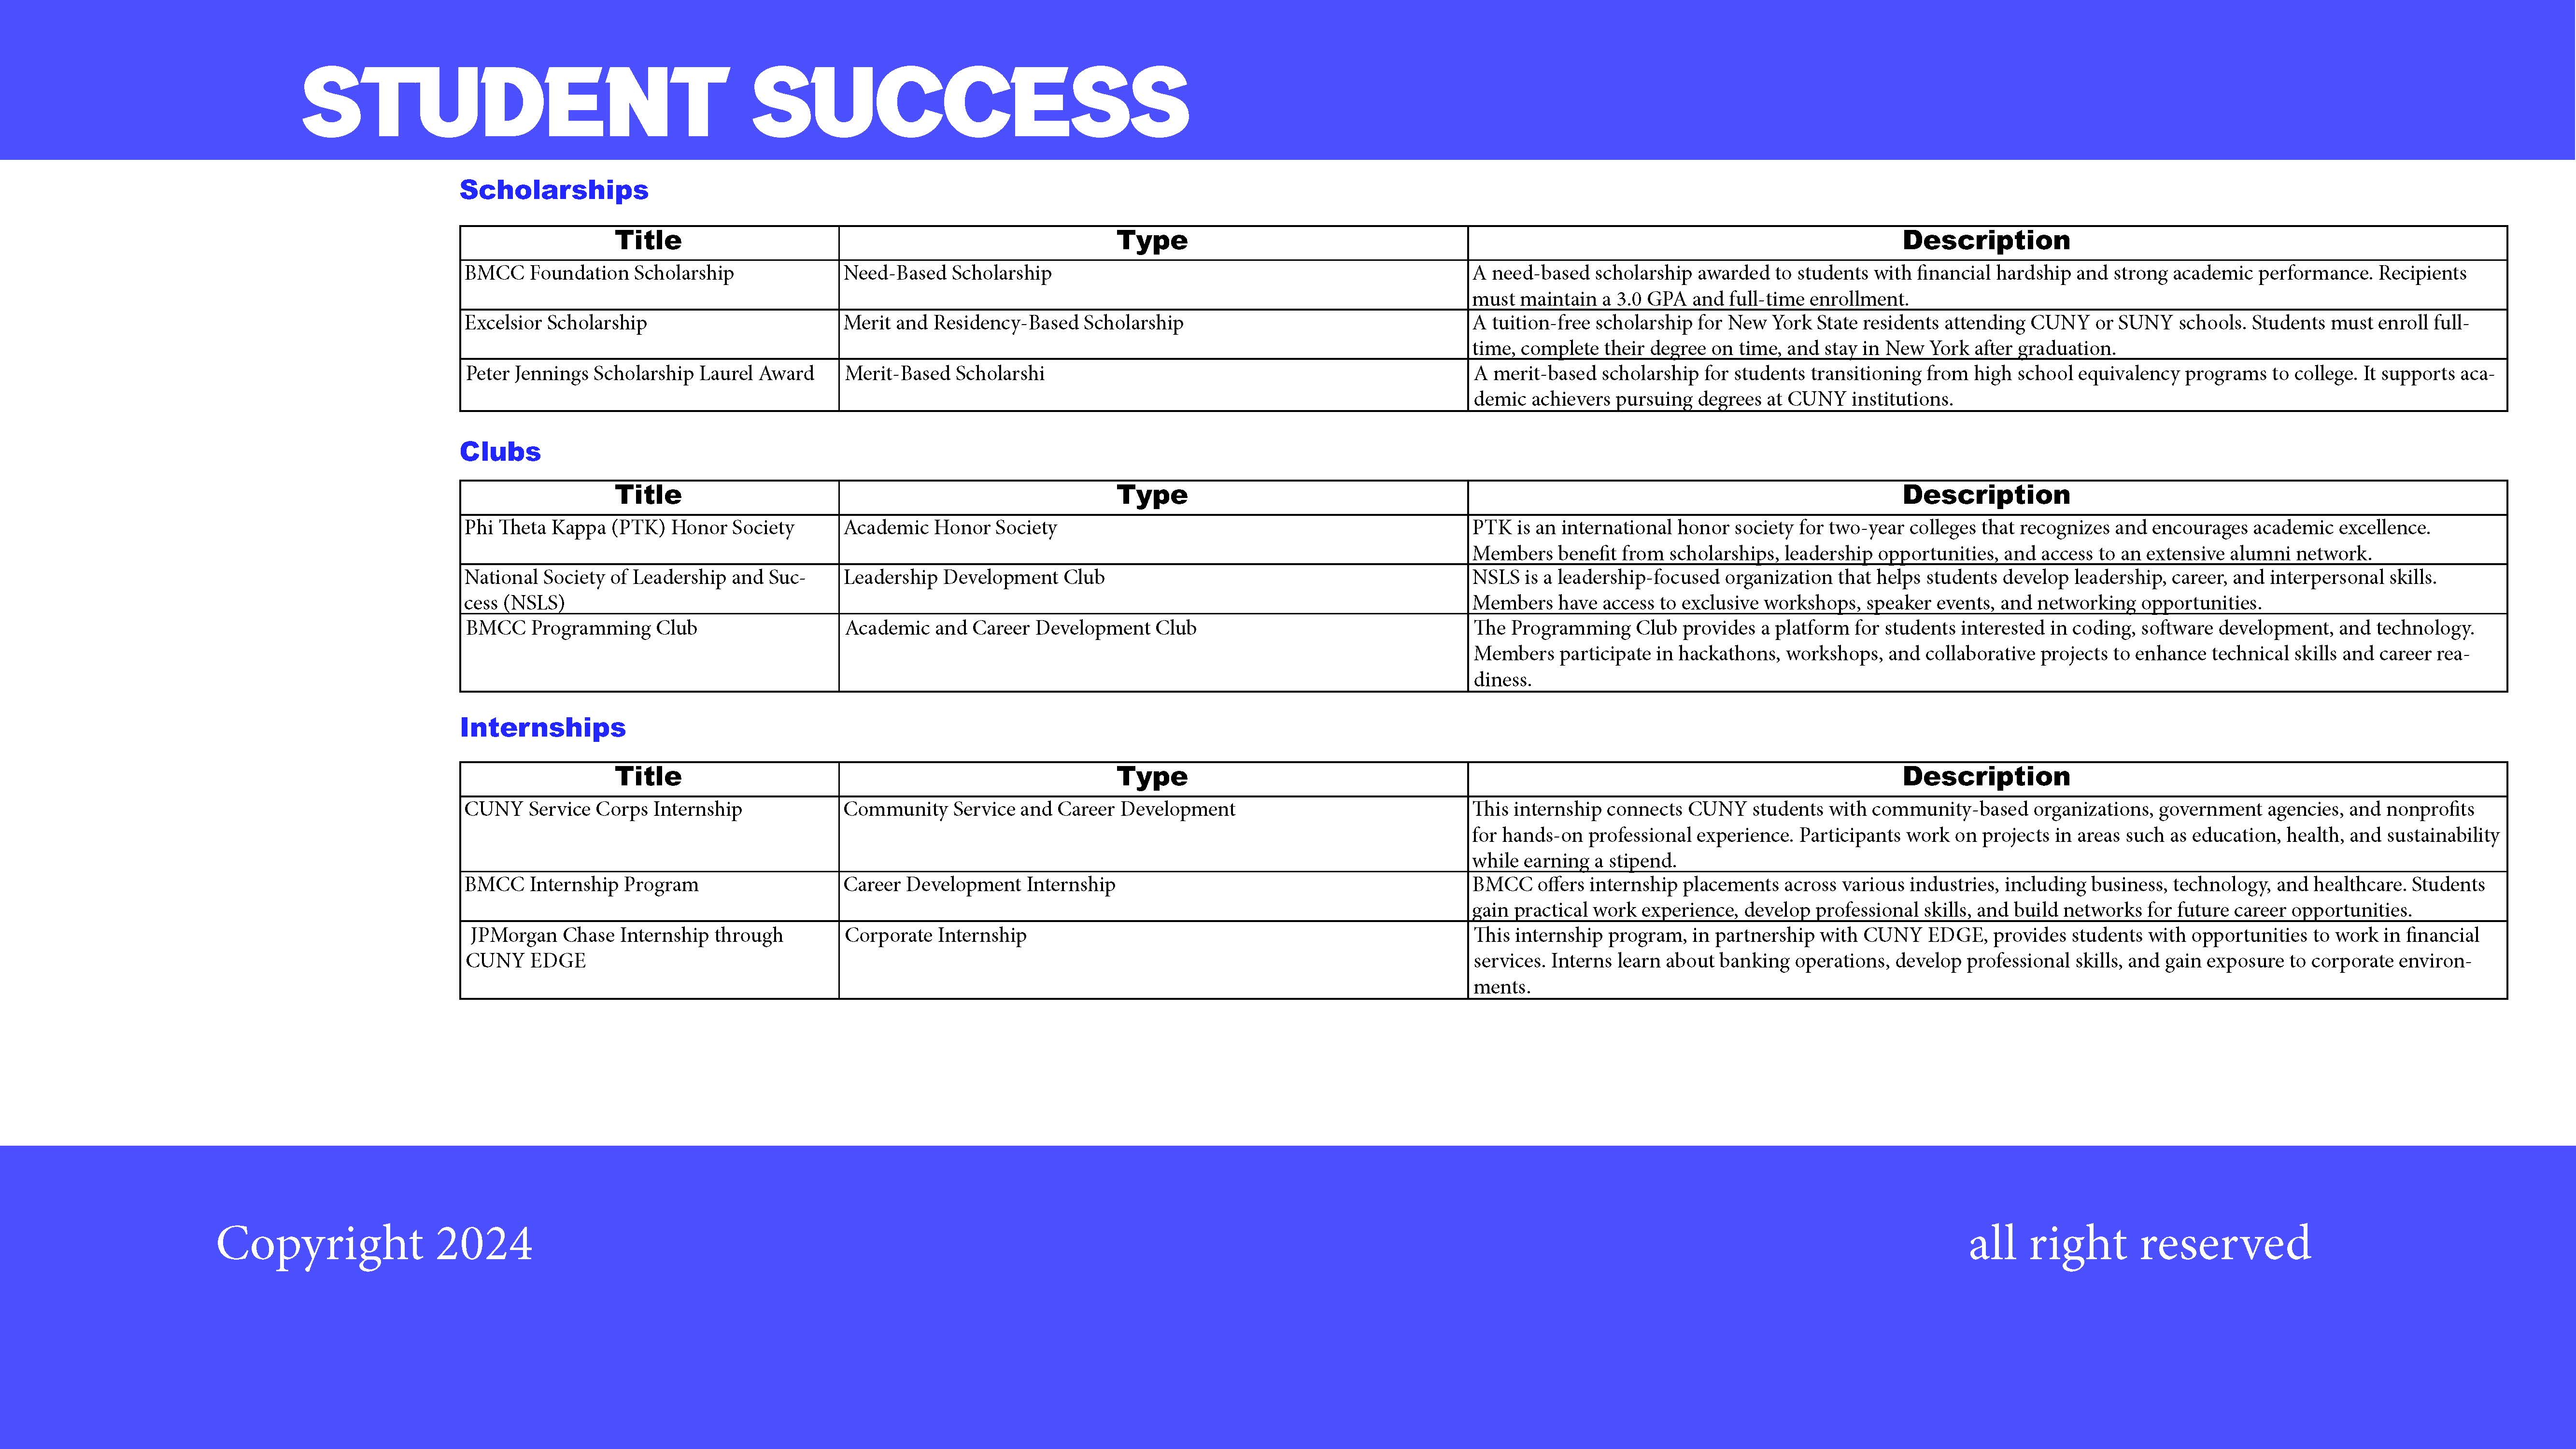 STUDENT SUCCESS
Scholarships
Title Type Description
BMCC Foundation Scholarship Need-Based Scholarship A need-based scholarship awarded to students with financial hardship and strong academic performance. Recipients
must maintain a 3.0 GPA and full-time enrollment.
Excelsior Scholarship Merit and Residency-Based Scholarship A tuition-free scholarship for New York State residents attending CUNY or SUNY schools. Students must enroll full-
time, complete their degree on time, and stay in New York after graduation.
Peter Jennings Scholarship Laurel Award Merit-Based Scholarshi A merit-based scholarship for students transitioning from high school equivalency programs to college. It supports aca-
demic achievers pursuing degrees at CUNY institutions.
Clubs
Title Type Description
Phi Theta Kappa (PTK) Honor Society Academic Honor Society PTK is an international honor society for two-year colleges that recognizes and encourages academic excellence.
Members benefit from scholarships, leadership opportunities, and access to an extensive alumni network.
National Society of Leadership and Suc- Leadership Development Club NSLS is a leadership-focused organization that helps students develop leadership, career, and interpersonal skills.
cess (NSLS) Members have access to exclusive workshops, speaker events, and networking opportunities.
BMCC Programming Club Academic and Career Development Club The Programming Club provides a platform for students interested in coding, software development, and technology.
Members participate in hackathons, workshops, and collaborative projects to enhance technical skills and career rea-
diness.
Internships
Title Type Description
CUNY Service Corps Internship Community Service and Career Development This internship connects CUNY students with community-based organizations, government agencies, and nonprofits
for hands-on professional experience. Participants work on projects in areas such as education, health, and sustainability
while earning a stipend.
BMCC Internship Program Career Development Internship BMCC offers internship placements across various industries, including business, technology, and healthcare. Students
gain practical work experience, develop professional skills, and build networks for future career opportunities.
JPMorgan Chase Internship through Corporate Internship This internship program, in partnership with CUNY EDGE, provides students with opportunities to work in financial
CUNY EDGE services. Interns learn about banking operations, develop professional skills, and gain exposure to corporate environ-
ments.
Copyright 2024 all right reserved